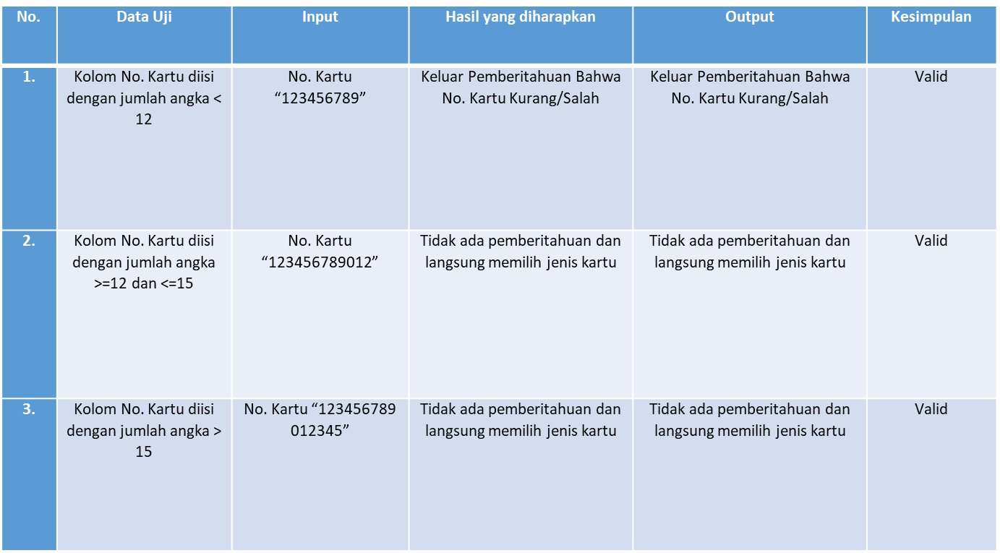 No. Data Uji Input Hasil yang diharapkan Output Kesimpulan
1.
Kolom No. Kartu diisi
dengan jumlah angka <
12
No. Kartu
“123456789”
Keluar Pemberitahuan Bahwa
No. Kartu Kurang/Salah
Keluar Pemberitahuan Bahwa
No. Kartu Kurang/Salah
Valid
2.
Kolom No. Kartu diisi
dengan jumlah angka
>=12 dan <=15
No. Kartu
“123456789012”
Tidak ada pemberitahuan dan
langsung memilih jenis kartu
Tidak ada pemberitahuan dan
langsung memilih jenis kartu
Valid
3.
Kolom No. Kartu diisi
dengan jumlah angka >
15
No. Kartu “123456789
012345”
Tidak ada pemberitahuan dan
langsung memilih jenis kartu
Tidak ada pemberitahuan dan
langsung memilih jenis kartu
Valid